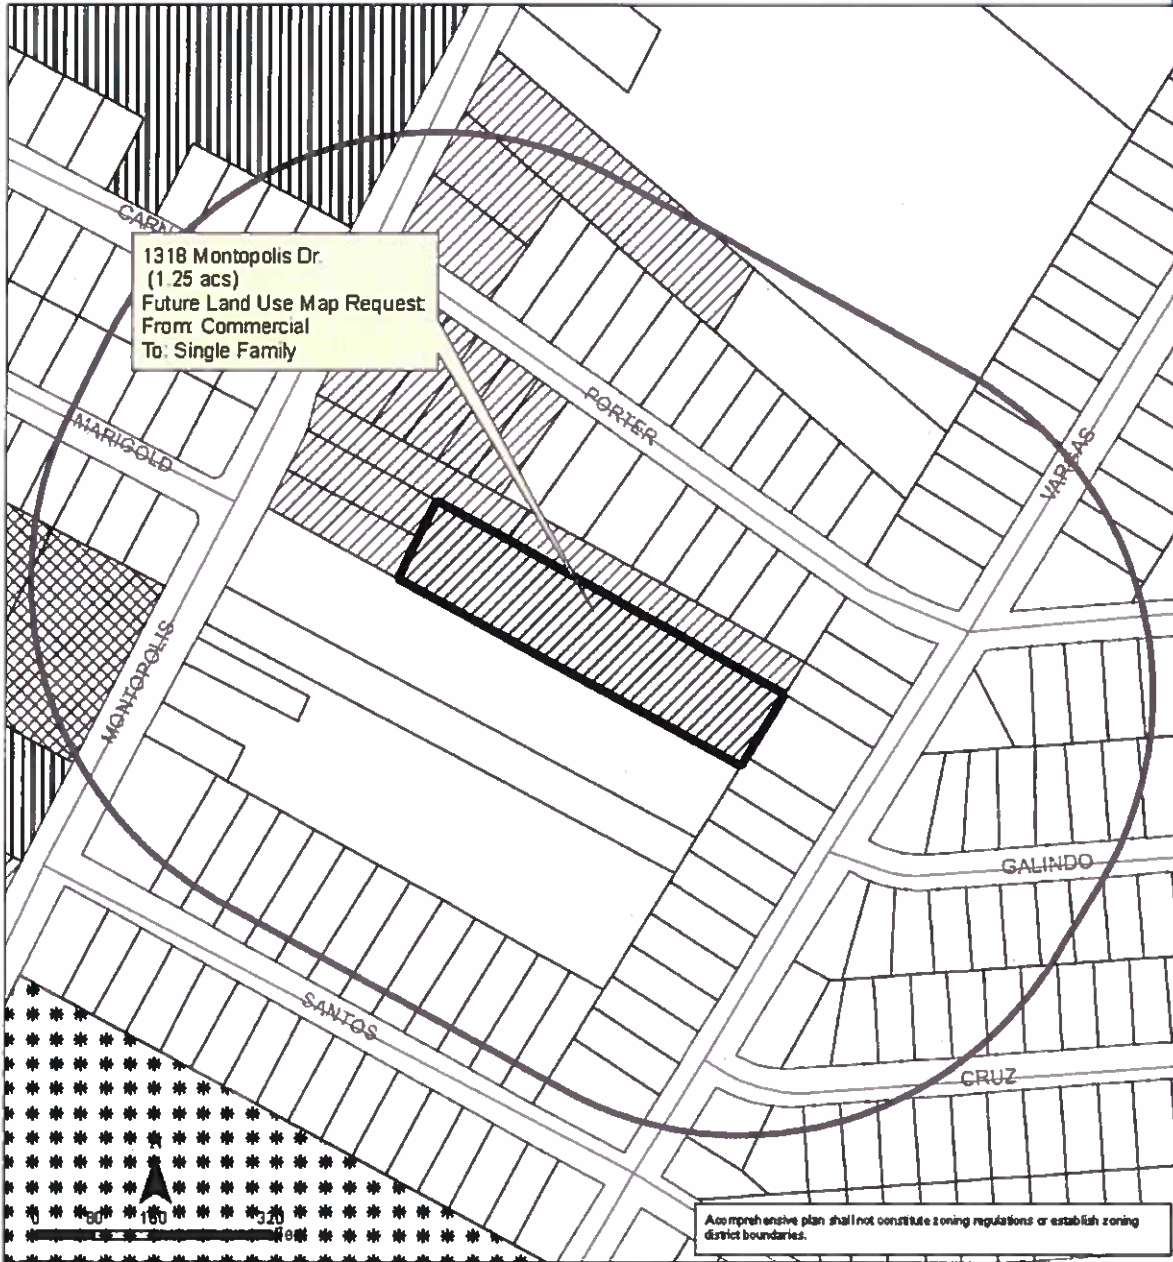 CARN
1318 Montopolis Dr.
(1.25 acs)
Future Land Use Map Request
From: Commercial
To: Single Family
PORTER
MARIGOLD
VARGAS
MONTOPOLIS
GALINDO
SANTOS
CRUZ
N
0 80 160 320
A comprehensive plan shall not constitute zoning regulations or establish zoning
district boundaries.